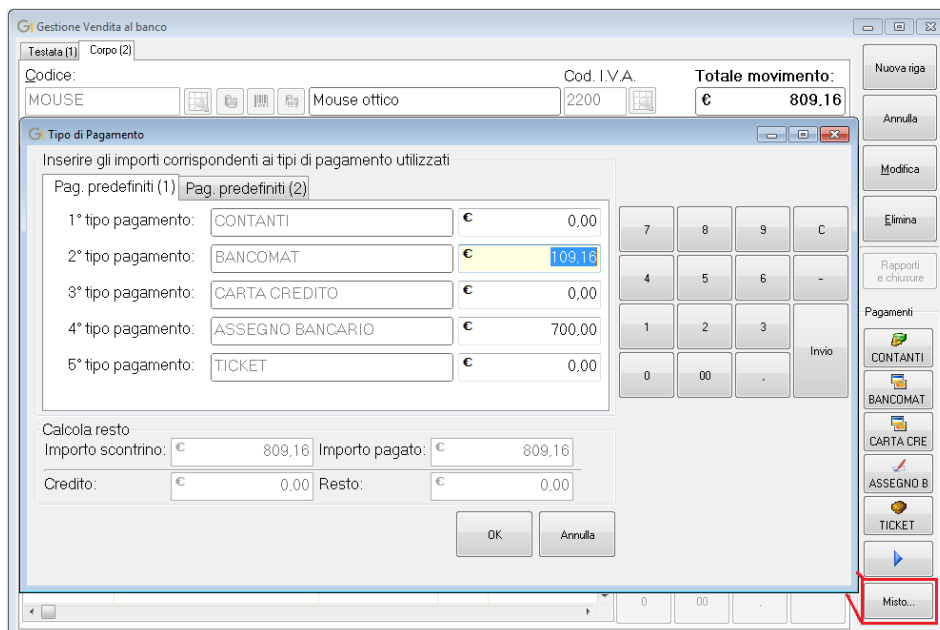 Gestione Vendita al banco
Testata (1) Corpo (2)
Codice: Cod. I.V.A. Totale movimento:
MOUSE Mouse ottico 2200 € 809,16
Tipo di Pagamento
Inserire gli importi corrispondenti ai tipi di pagamento utilizzati
Pag. predefiniti (1) Pag. predefiniti (2)
1° tipo pagamento: CONTANTI € 0,00
2° tipo pagamento: BANCOMAT € 109,16
3° tipo pagamento: CARTA CREDITO € 0,00
4° tipo pagamento: ASSEGNO BANCARIO € 700,00
5° tipo pagamento: TICKET € 0,00
7 8 9 C
4 5 6 -
1 2 3 Invio
0 00 ,
Calcola resto
Importo scontrino: € 809,16 Importo pagato: € 809,16
Credito: € 0,00 Resto: € 0,00
OK Annulla
0 00 ,
Nuova riga
Annulla
Modifica
Elimina
Rapporti
e chiusure
Pagamenti
CONTANTI
BANCOMAT
CARTA CRE
ASSEGNO B
TICKET
Misto...